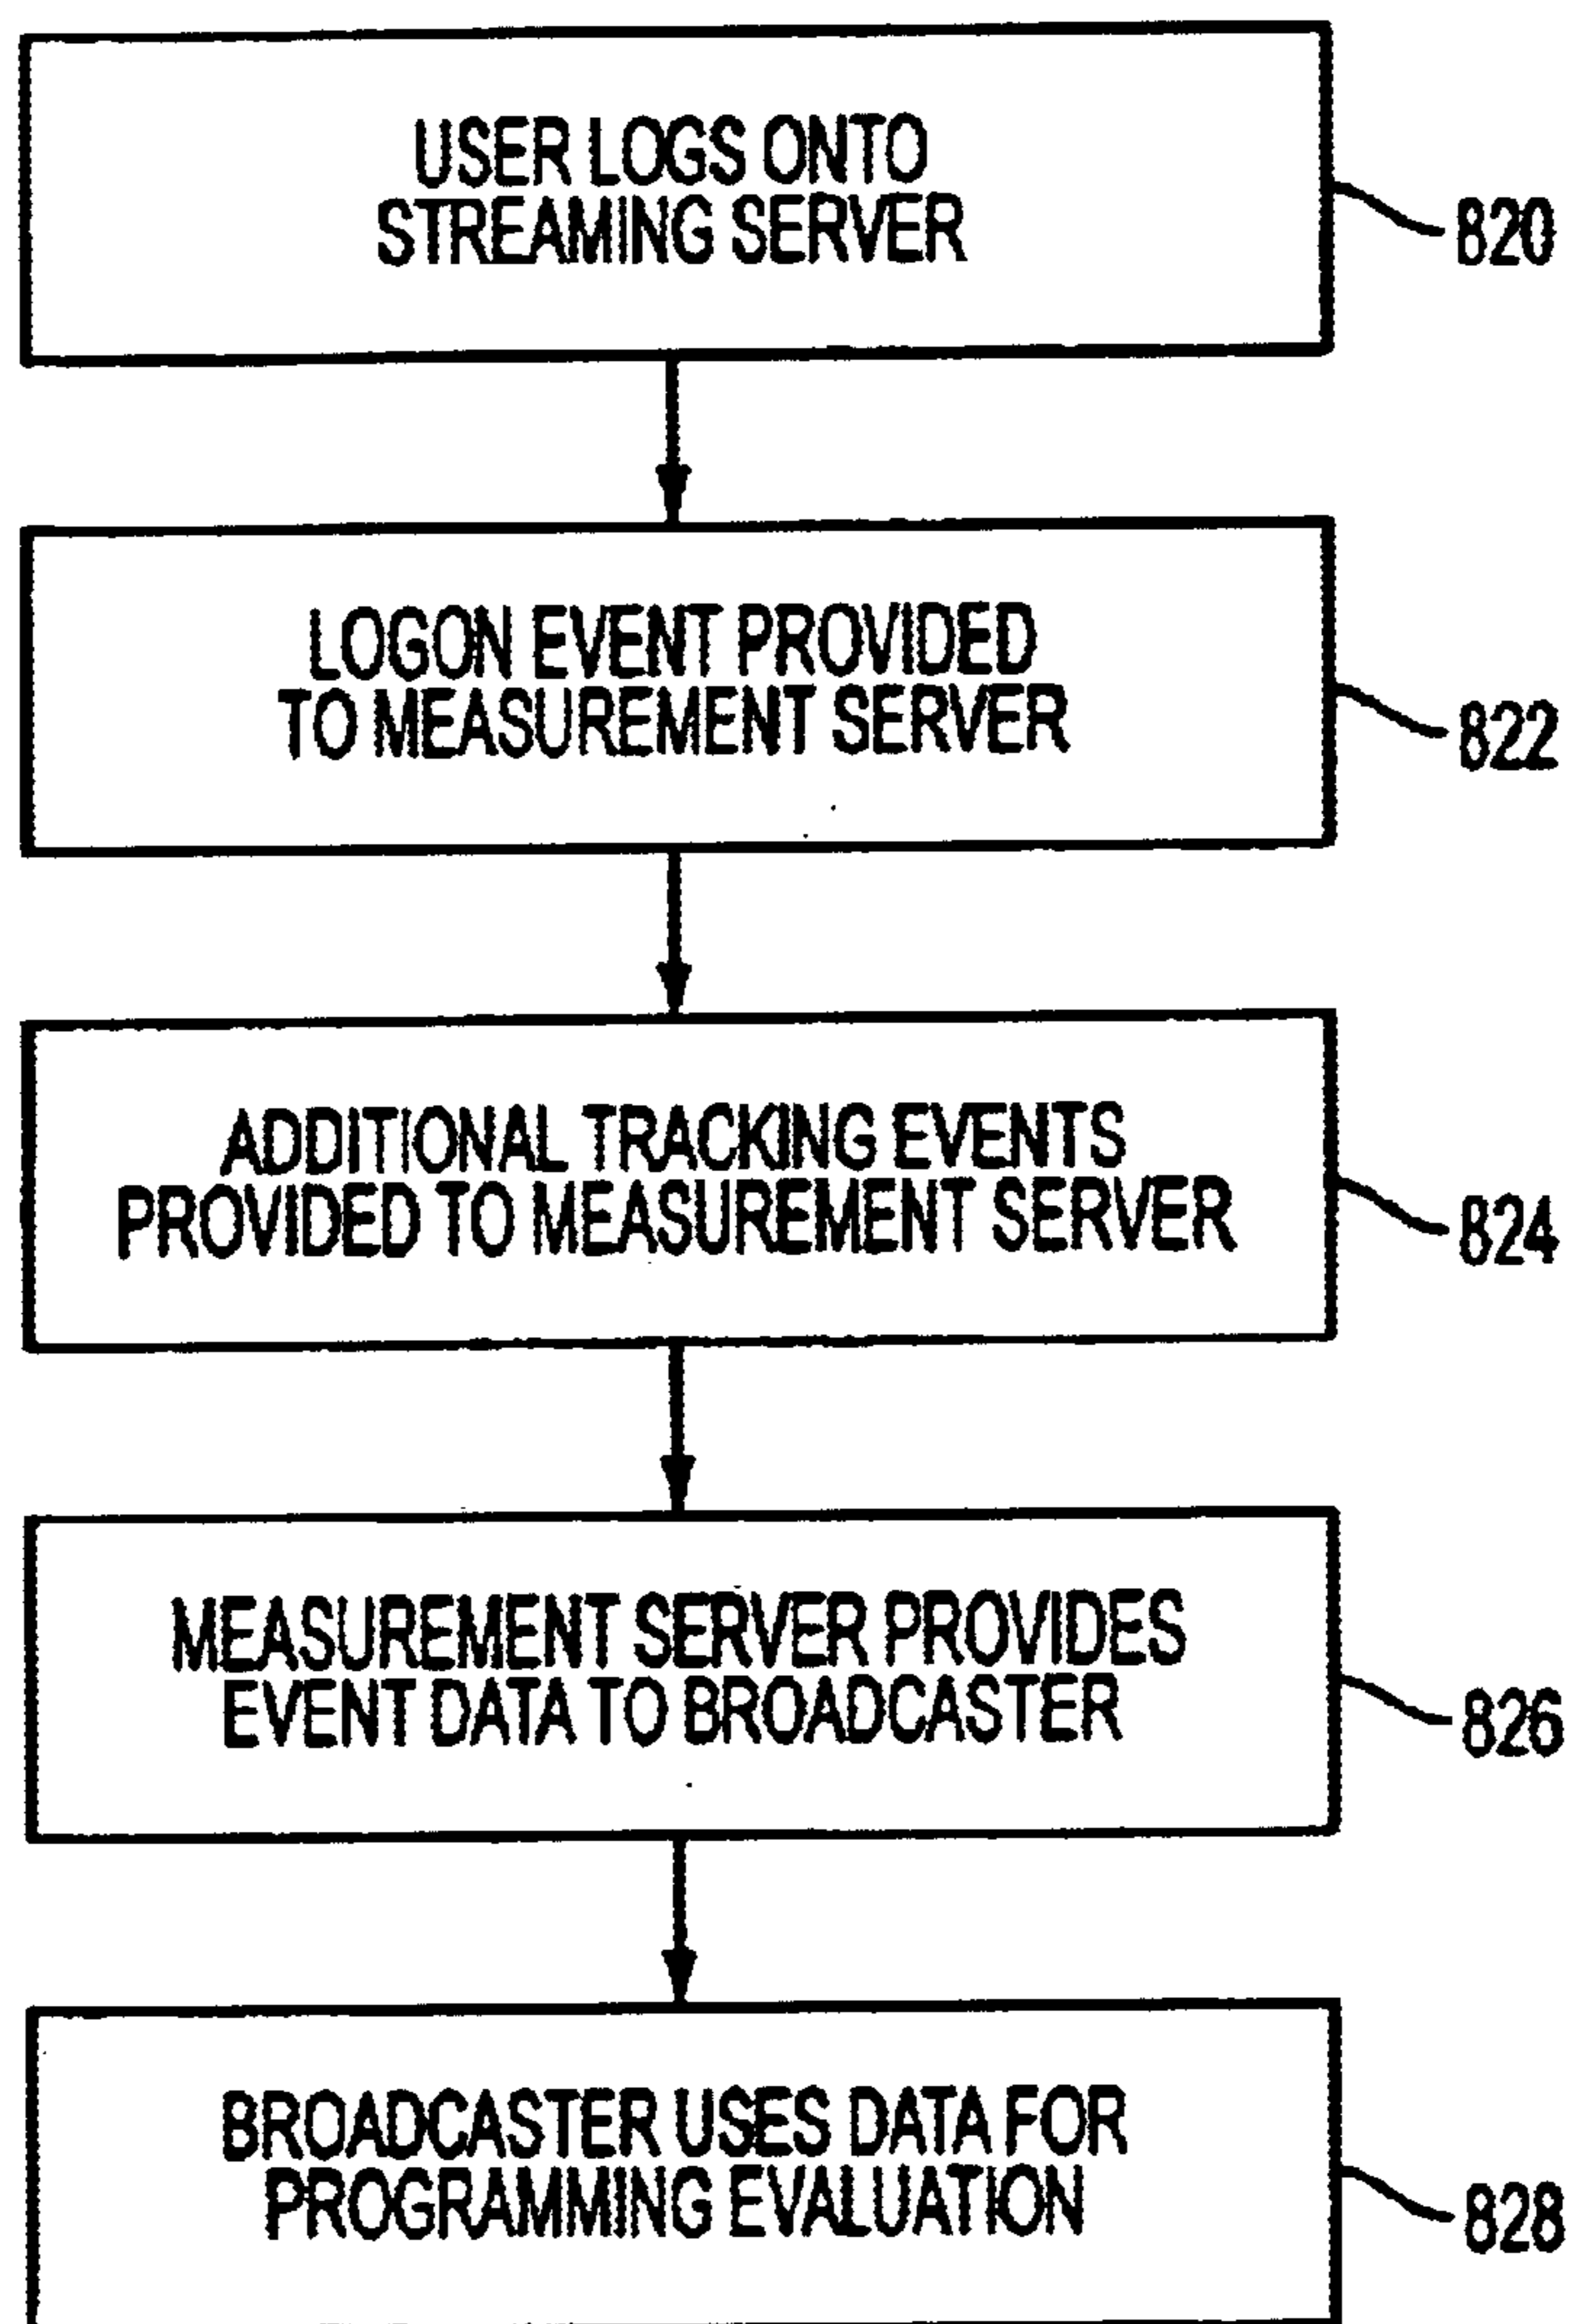 USER LOGS ONTO
STREAMING SERVER
820
LOGON EVENT PROVIDED
TO MEASUREMENT SERVER
822
ADDITIONAL TRACKING EVENTS
PROVIDED TO MEASUREMENT SERVER
824
MEASUREMENT SERVER PROVIDES
EVENT DATA TO BROADCASTER
826
BROADCASTER USES DATA FOR
PROGRAMMING EVALUATION
828